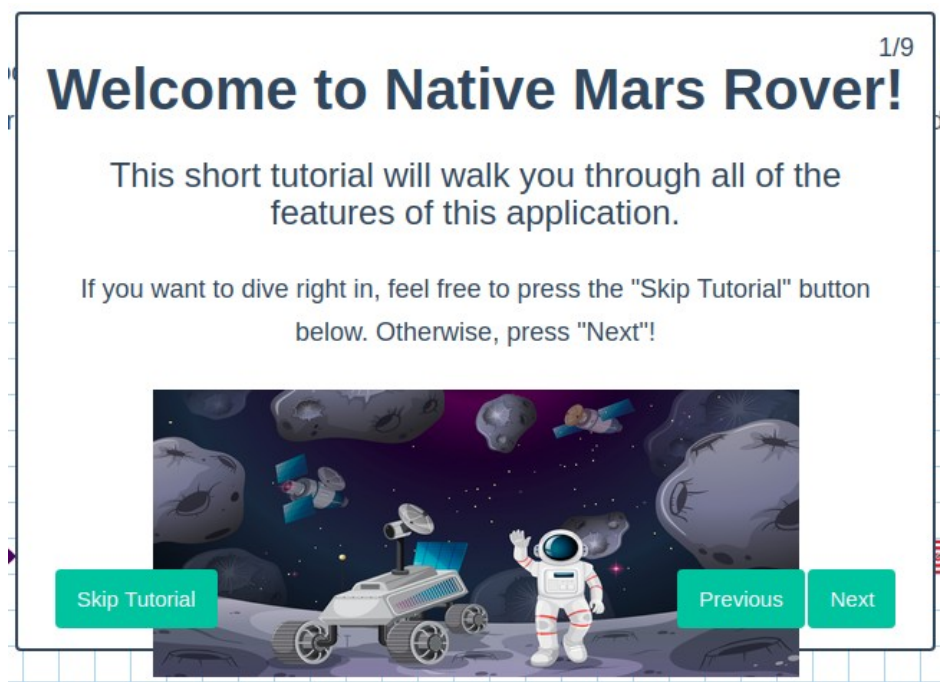 1/9
Welcome to Native Mars Rover!
This short tutorial will walk you through all of the
features of this application.
If you want to dive right in, feel free to press the "Skip Tutorial" button
below. Otherwise, press "Next"!
Skip Tutorial
Previous
Next